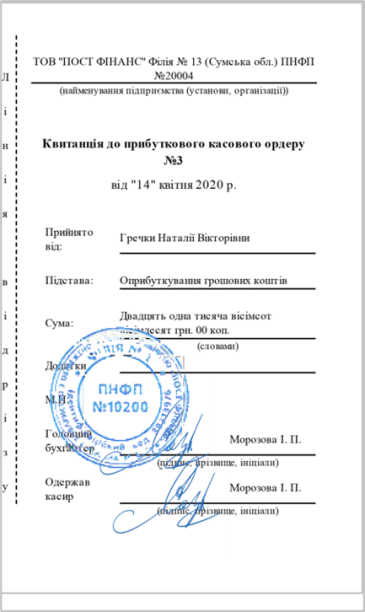 ТОВ "ПОСТ ФІНАНС" Філія № 13 (Сумська обл.) ПНФП
№20004
(найменування підприємства (установи, організації))
Квитанція до прибуткового касового ордеру
№3
від "14" квітня 2020 р.
Прийнято від: Гречки Наталії Вікторівни
Підстава: Оприбуткування грошових коштів
Сума: Двадцять одна тисяча вісімсот
вісімдесят грн. 00 коп.
(словами)
Додатки
М.П.
ПНФП
№10200
Головний бухгалтер Морозова І. П.
(підпис, прізвище, ініціали)
Одержав касир Морозова І. П.
(підпис, прізвище, ініціали)
Лінія відрізу